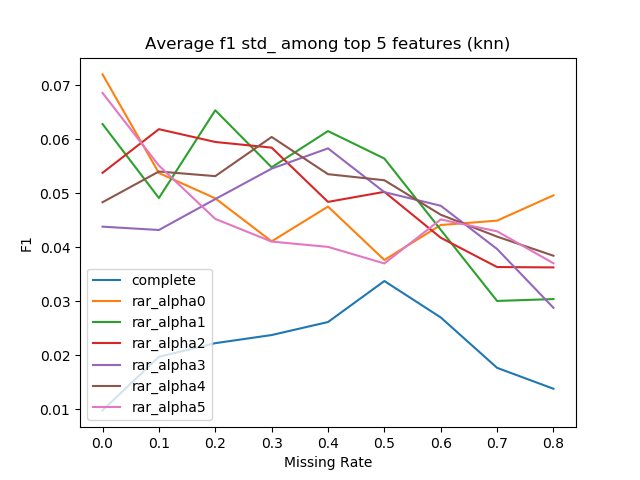 Average f1 std_ among top 5 features (knn)
F1
0.07
0.06
0.05
0.04
0.03
0.02
0.01
complete
rar_alpha0
rar_alpha1
rar_alpha2
rar_alpha3
rar_alpha4
rar_alpha5
0.0 0.1 0.2 0.3 0.4 0.5 0.6 0.7 0.8
Missing Rate